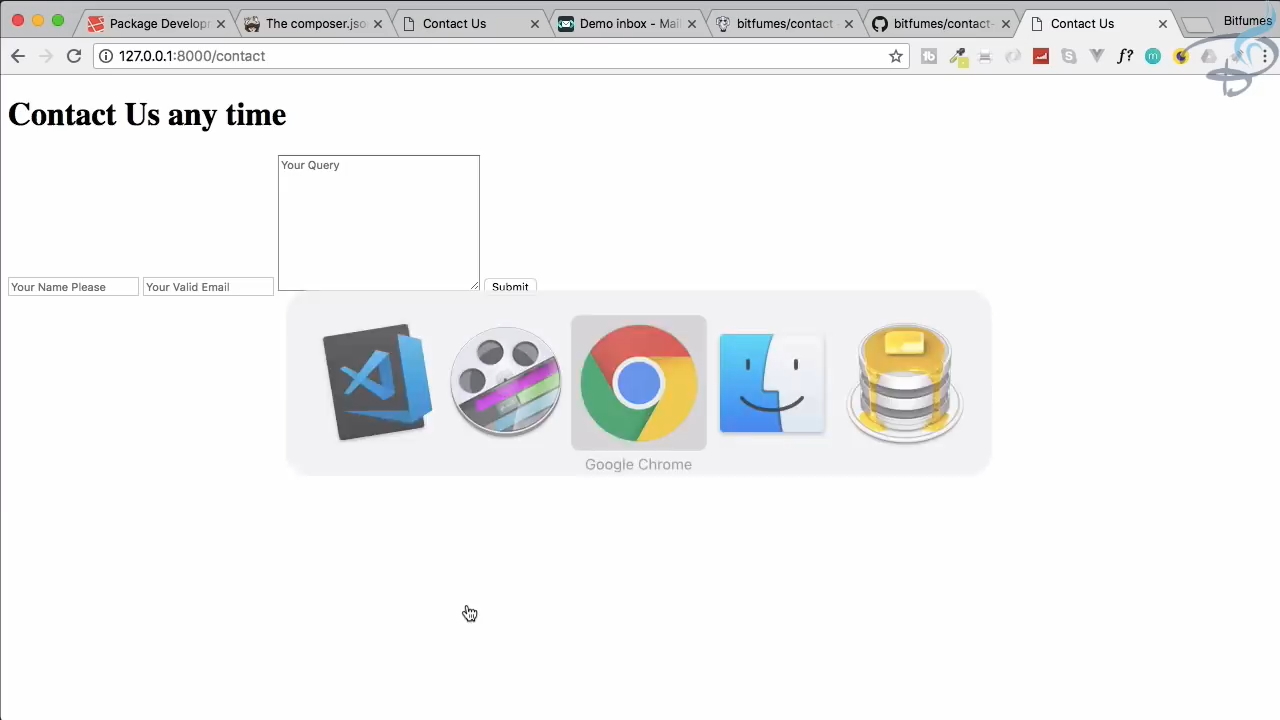 Package Develop
The composer.jso
Contact Us
Demo inbox - Mai
bitfumes/contact
bitfumes/contact-
Contact Us
Bitfumes
127.0.0.1:8000/contact
tb
f?
m
Contact Us any time
Your Query
Your Name Please
Your Valid Email
Submit
Google Chrome